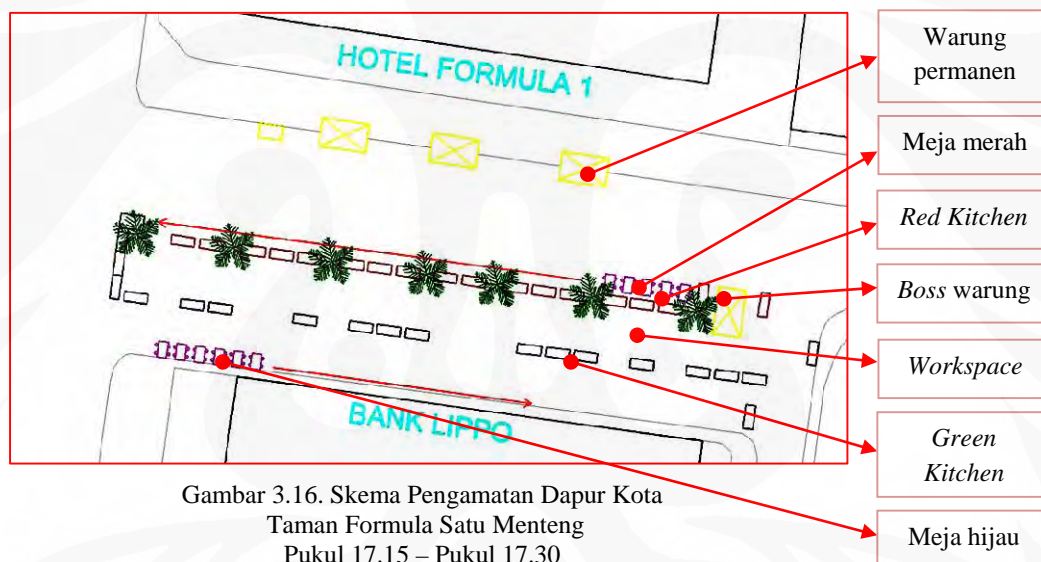 HOTEL FORMULA 1
BANK LIPPO
Warung
permanen
Meja merah
Red Kitchen
Boss warung
Workspace
Green
Kitchen
Meja hijau
Gambar 3.16. Skema Pengamatan Dapur Kota
Taman Formula Satu Menteng
Pukul 17.15 – Pukul 17.30